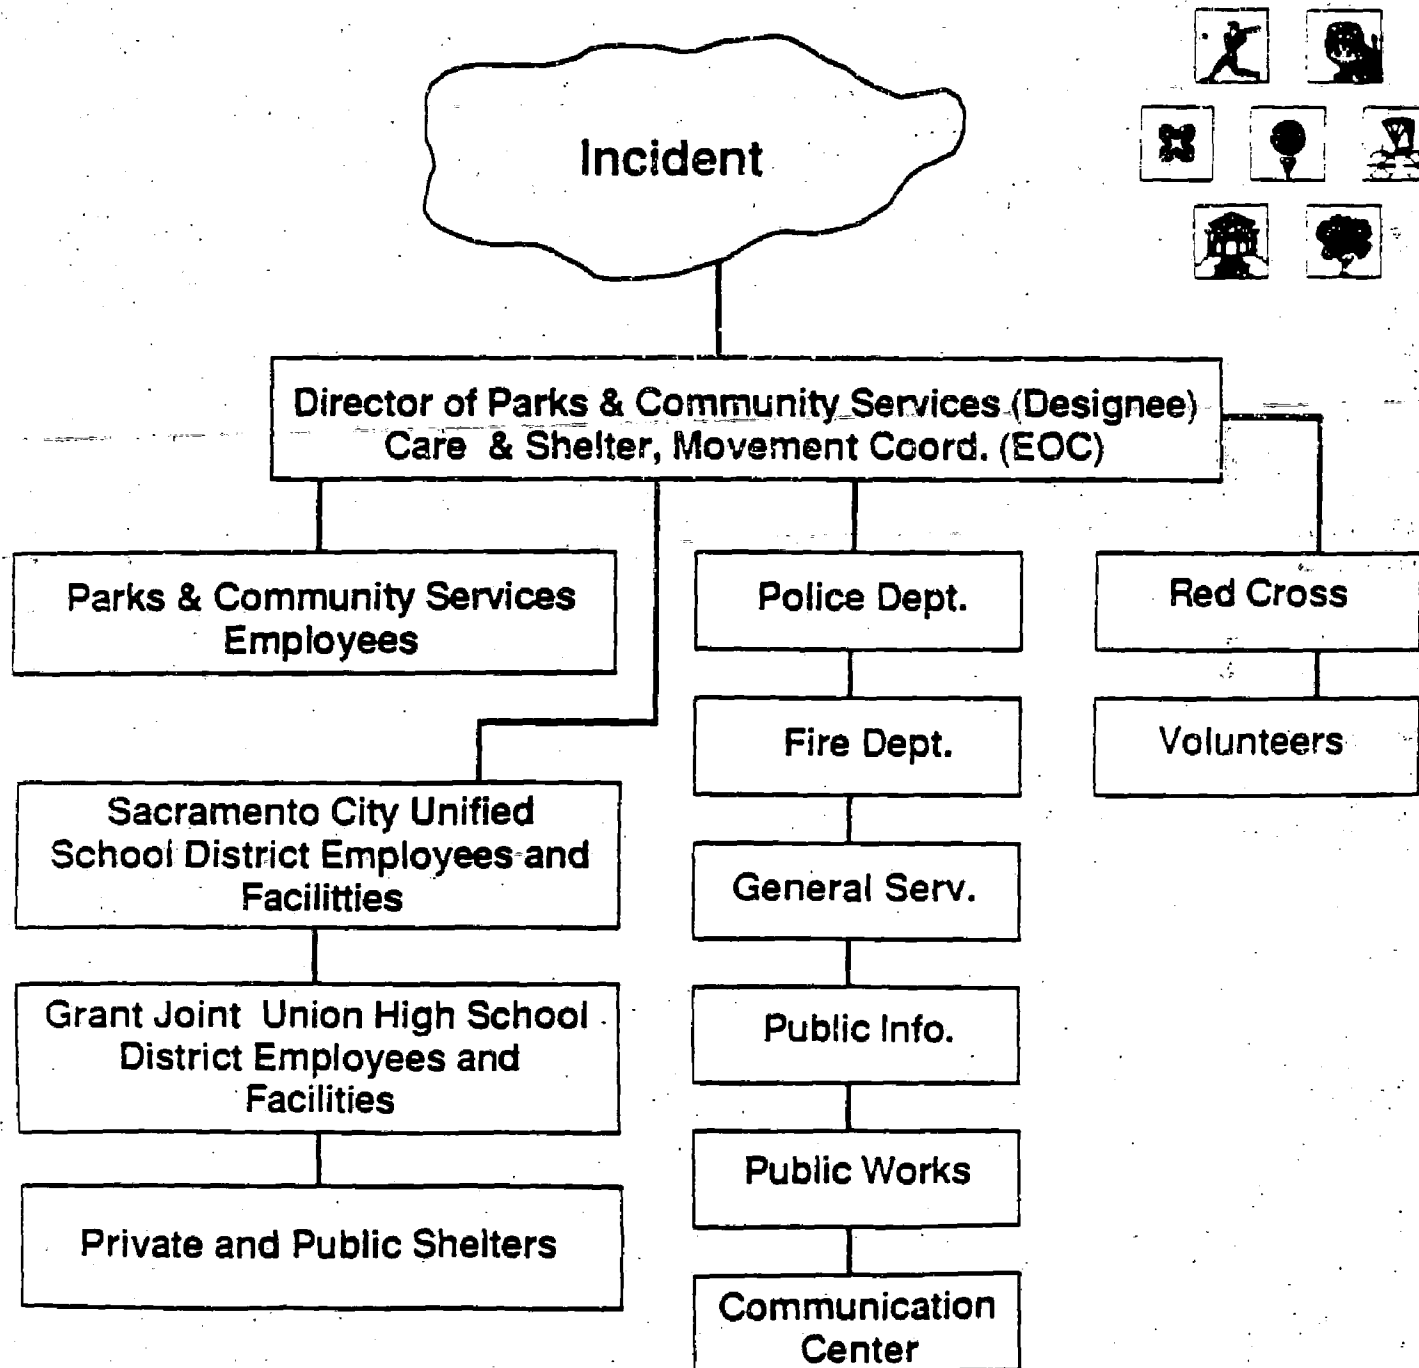 Incident
Director of Parks & Community Services (Designee)
Care & Shelter, Movement Coord. (EOC)
Parks & Community Services
Employees
Police Dept.
Red Cross
Fire Dept.
Volunteers
Sacramento City Unified
School District Employees and
Facilitties
General Serv.
Grant Joint Union High School
District Employees and
Facilities
Public Info.
Public Works
Private and Public Shelters
Communication
Center